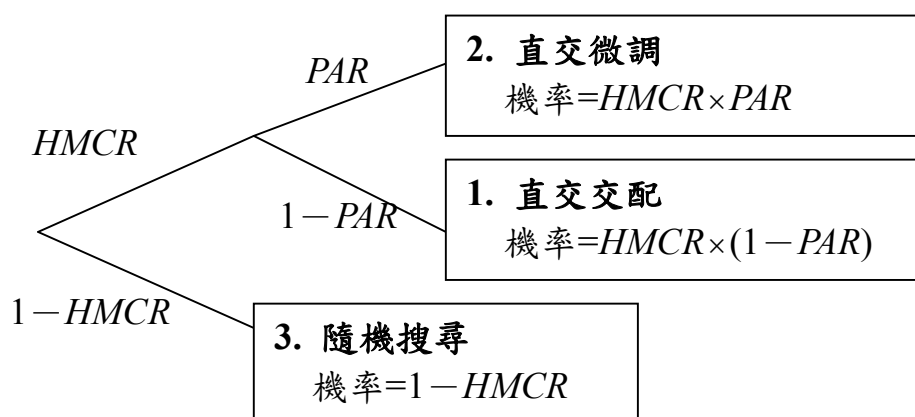 PAR
2. 直交微調
機率=HMCR×PAR
HMCR
1. 直交交配
機率=HMCR×(1－PAR)
1－PAR
1－HMCR
3. 隨機搜尋
機率=1－HMCR